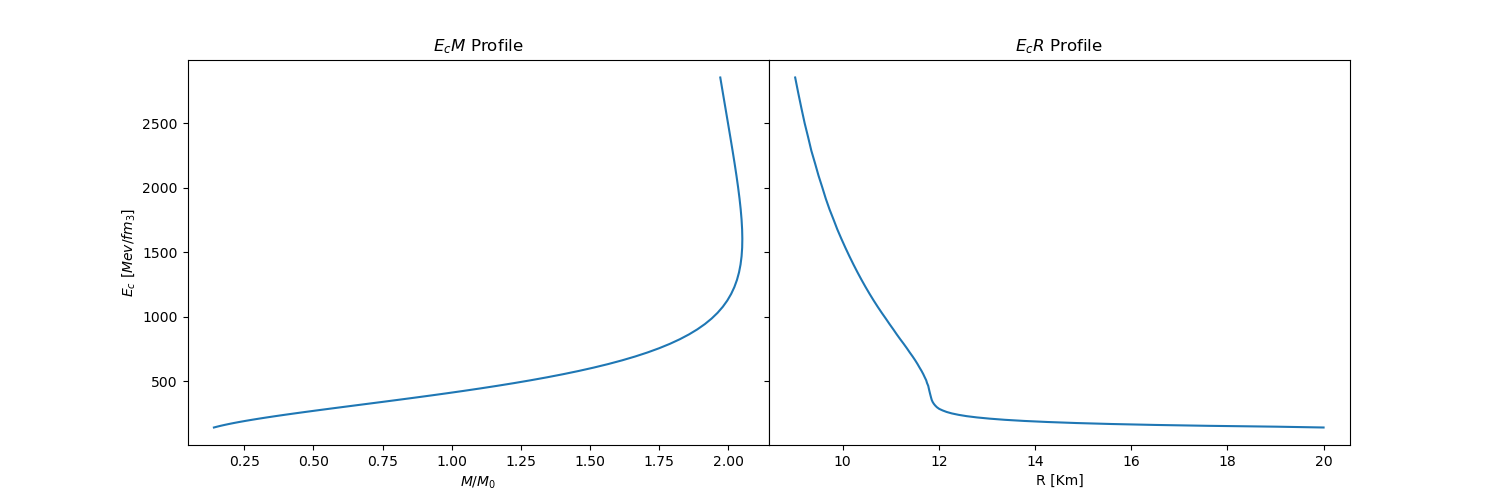 E_cM Profile
E_cR Profile
E_c [Mev/fm_3]
2500
2000
1500
1000
500
0.25 0.50 0.75 1.00 1.25 1.50 1.75 2.00
M/M_0
10 12 14 16 18 20
R [Km]